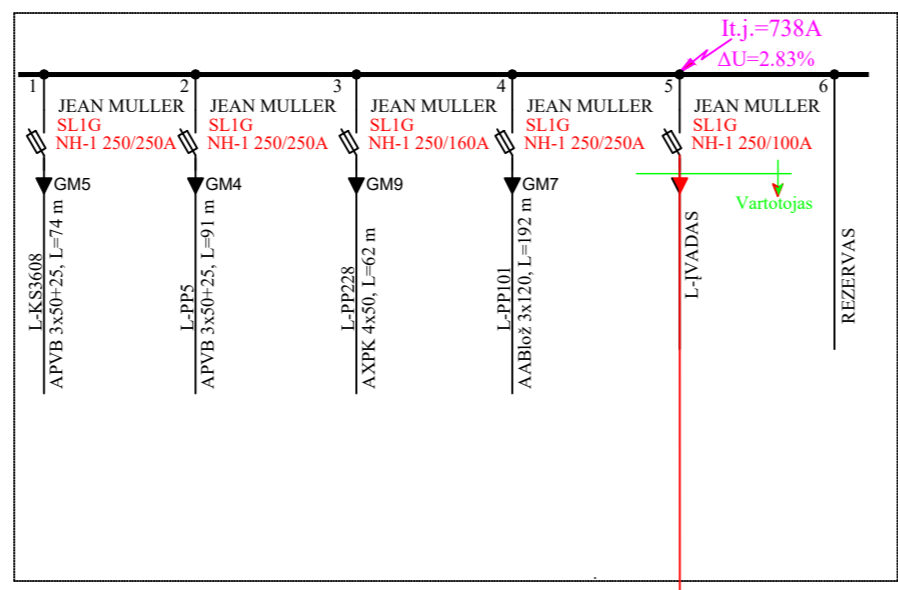 It.j.=738A
ΔU=2.83%
1
2
3
4
5
6
JEAN MULLER
SL1G
NH-1 250/250A
GM5
L-KS3608
APVB 3x50+25, L=74 m
JEAN MULLER
SL1G
NH-1 250/250A
GM4
L-PP5
APVB 3x50+25, L=91 m
JEAN MULLER
SL1G
NH-1 250/160A
GM9
L-PP228
AXPK 4x50, L=62 m
JEAN MULLER
SL1G
NH-1 250/250A
GM7
L-PP101
AABlož 3x120, L=192 m
JEAN MULLER
SL1G
NH-1 250/100A
Vartotojas
L-ĮVADAS
REZERVAS